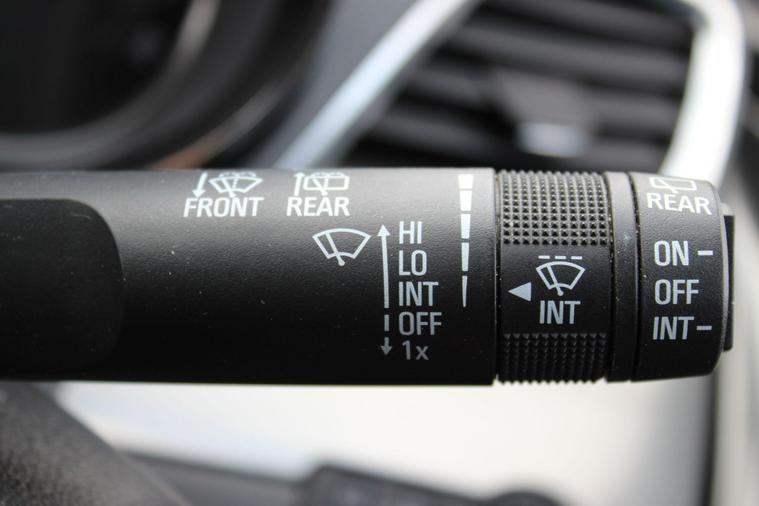 FRONT
REAR
HI
LO
INT
OFF
1x
INT
REAR
ON
OFF
INT